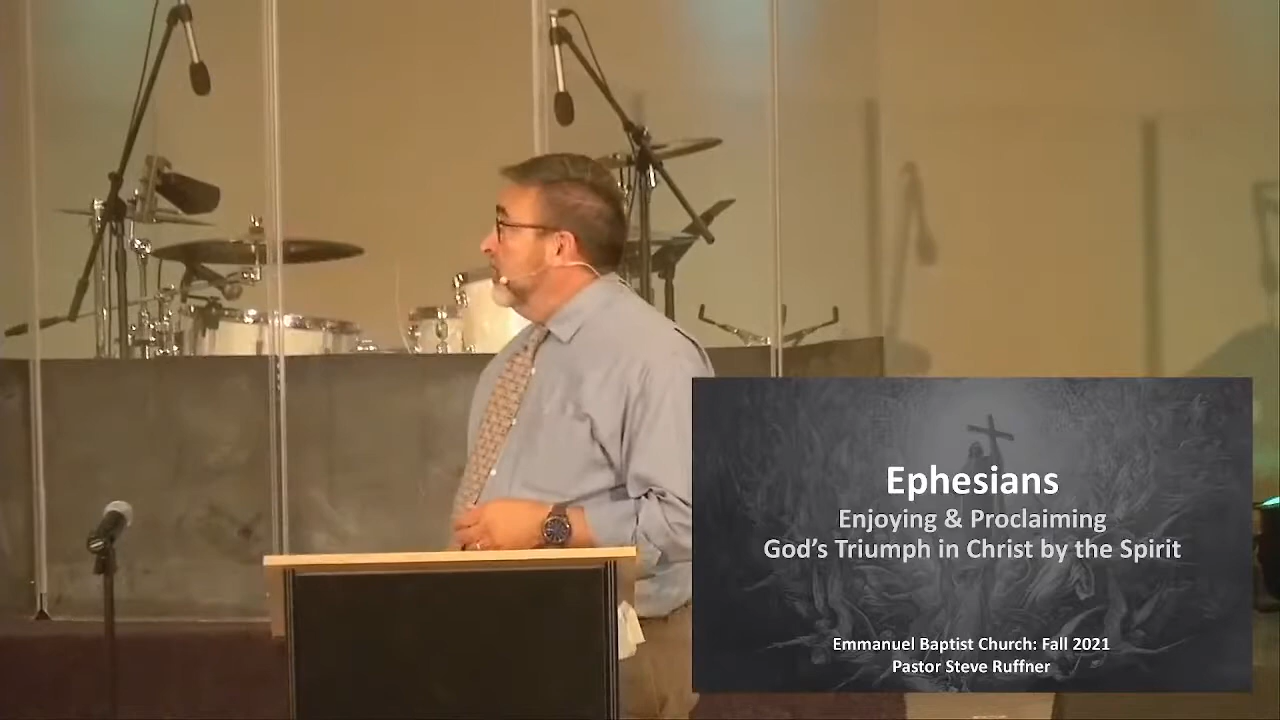 Ephesians
Enjoying & Proclaiming
God's Triumph in Christ by the Spirit
Emmanuel Baptist Church: Fall 2021
Pastor Steve Ruffner